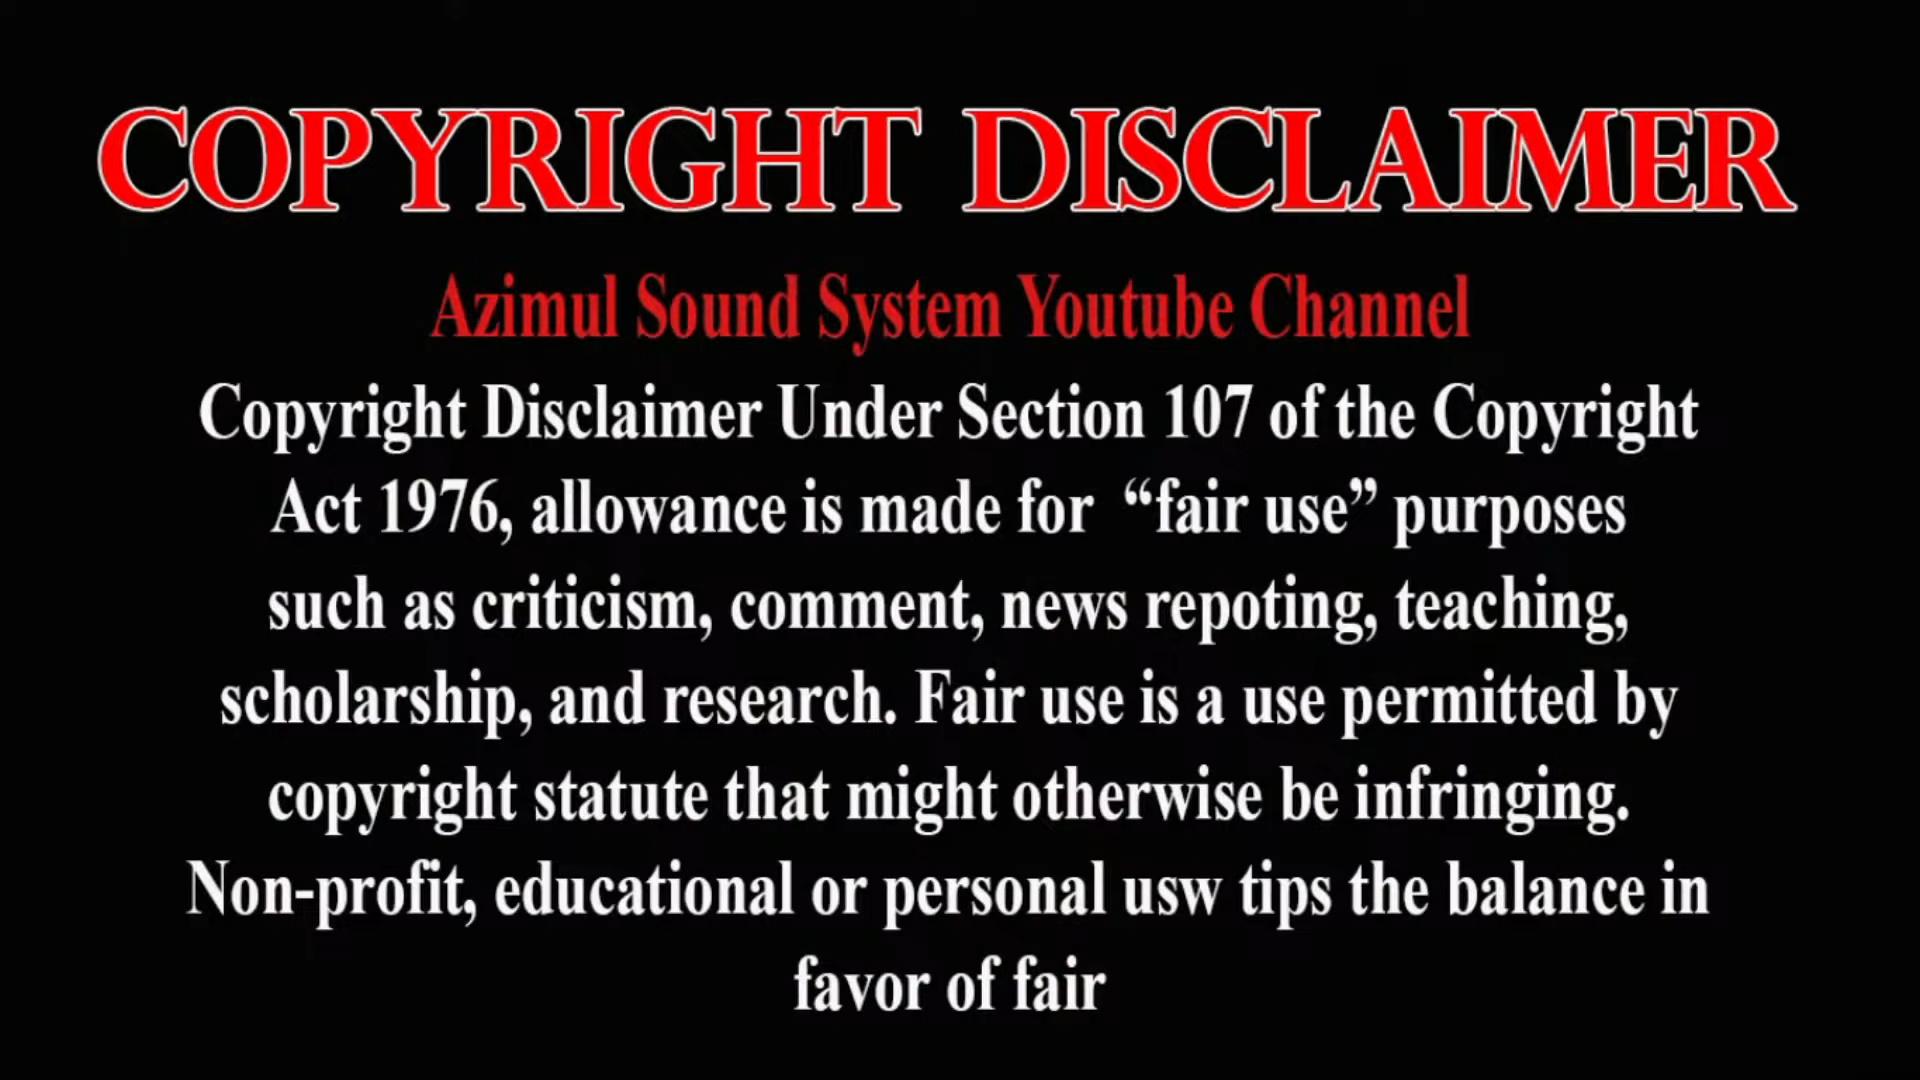 COPYRIGHT DISCLAIMER
Azimul Sound System Youtube Channel
Copyright Disclaimer Under Section 107 of the Copyright
Act 1976, allowance is made for “fair use” purposes
such as criticism, comment, news repoting, teaching,
scholarship, and research. Fair use is a use permitted by
copyright statute that might otherwise be infringing.
Non-profit, educational or personal usw tips the balance in
favor of fair